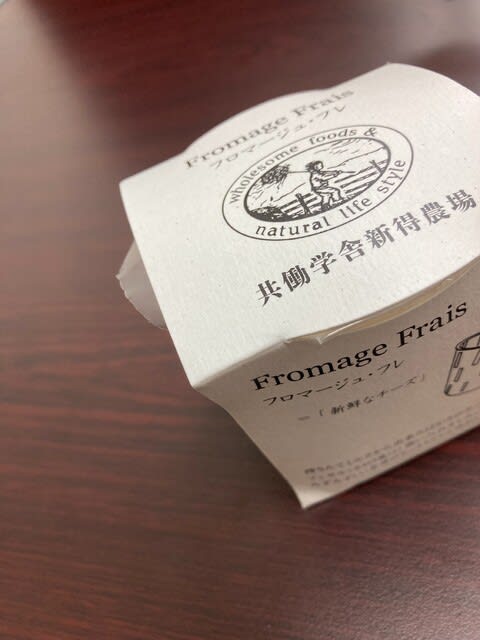 Fromage Frais
フロマージュ・フレ
wholesome foods &
natural life style
共働学舎新得農場
Fromage Frais
フロマージュ・フレ
=「新鮮なチーズ」